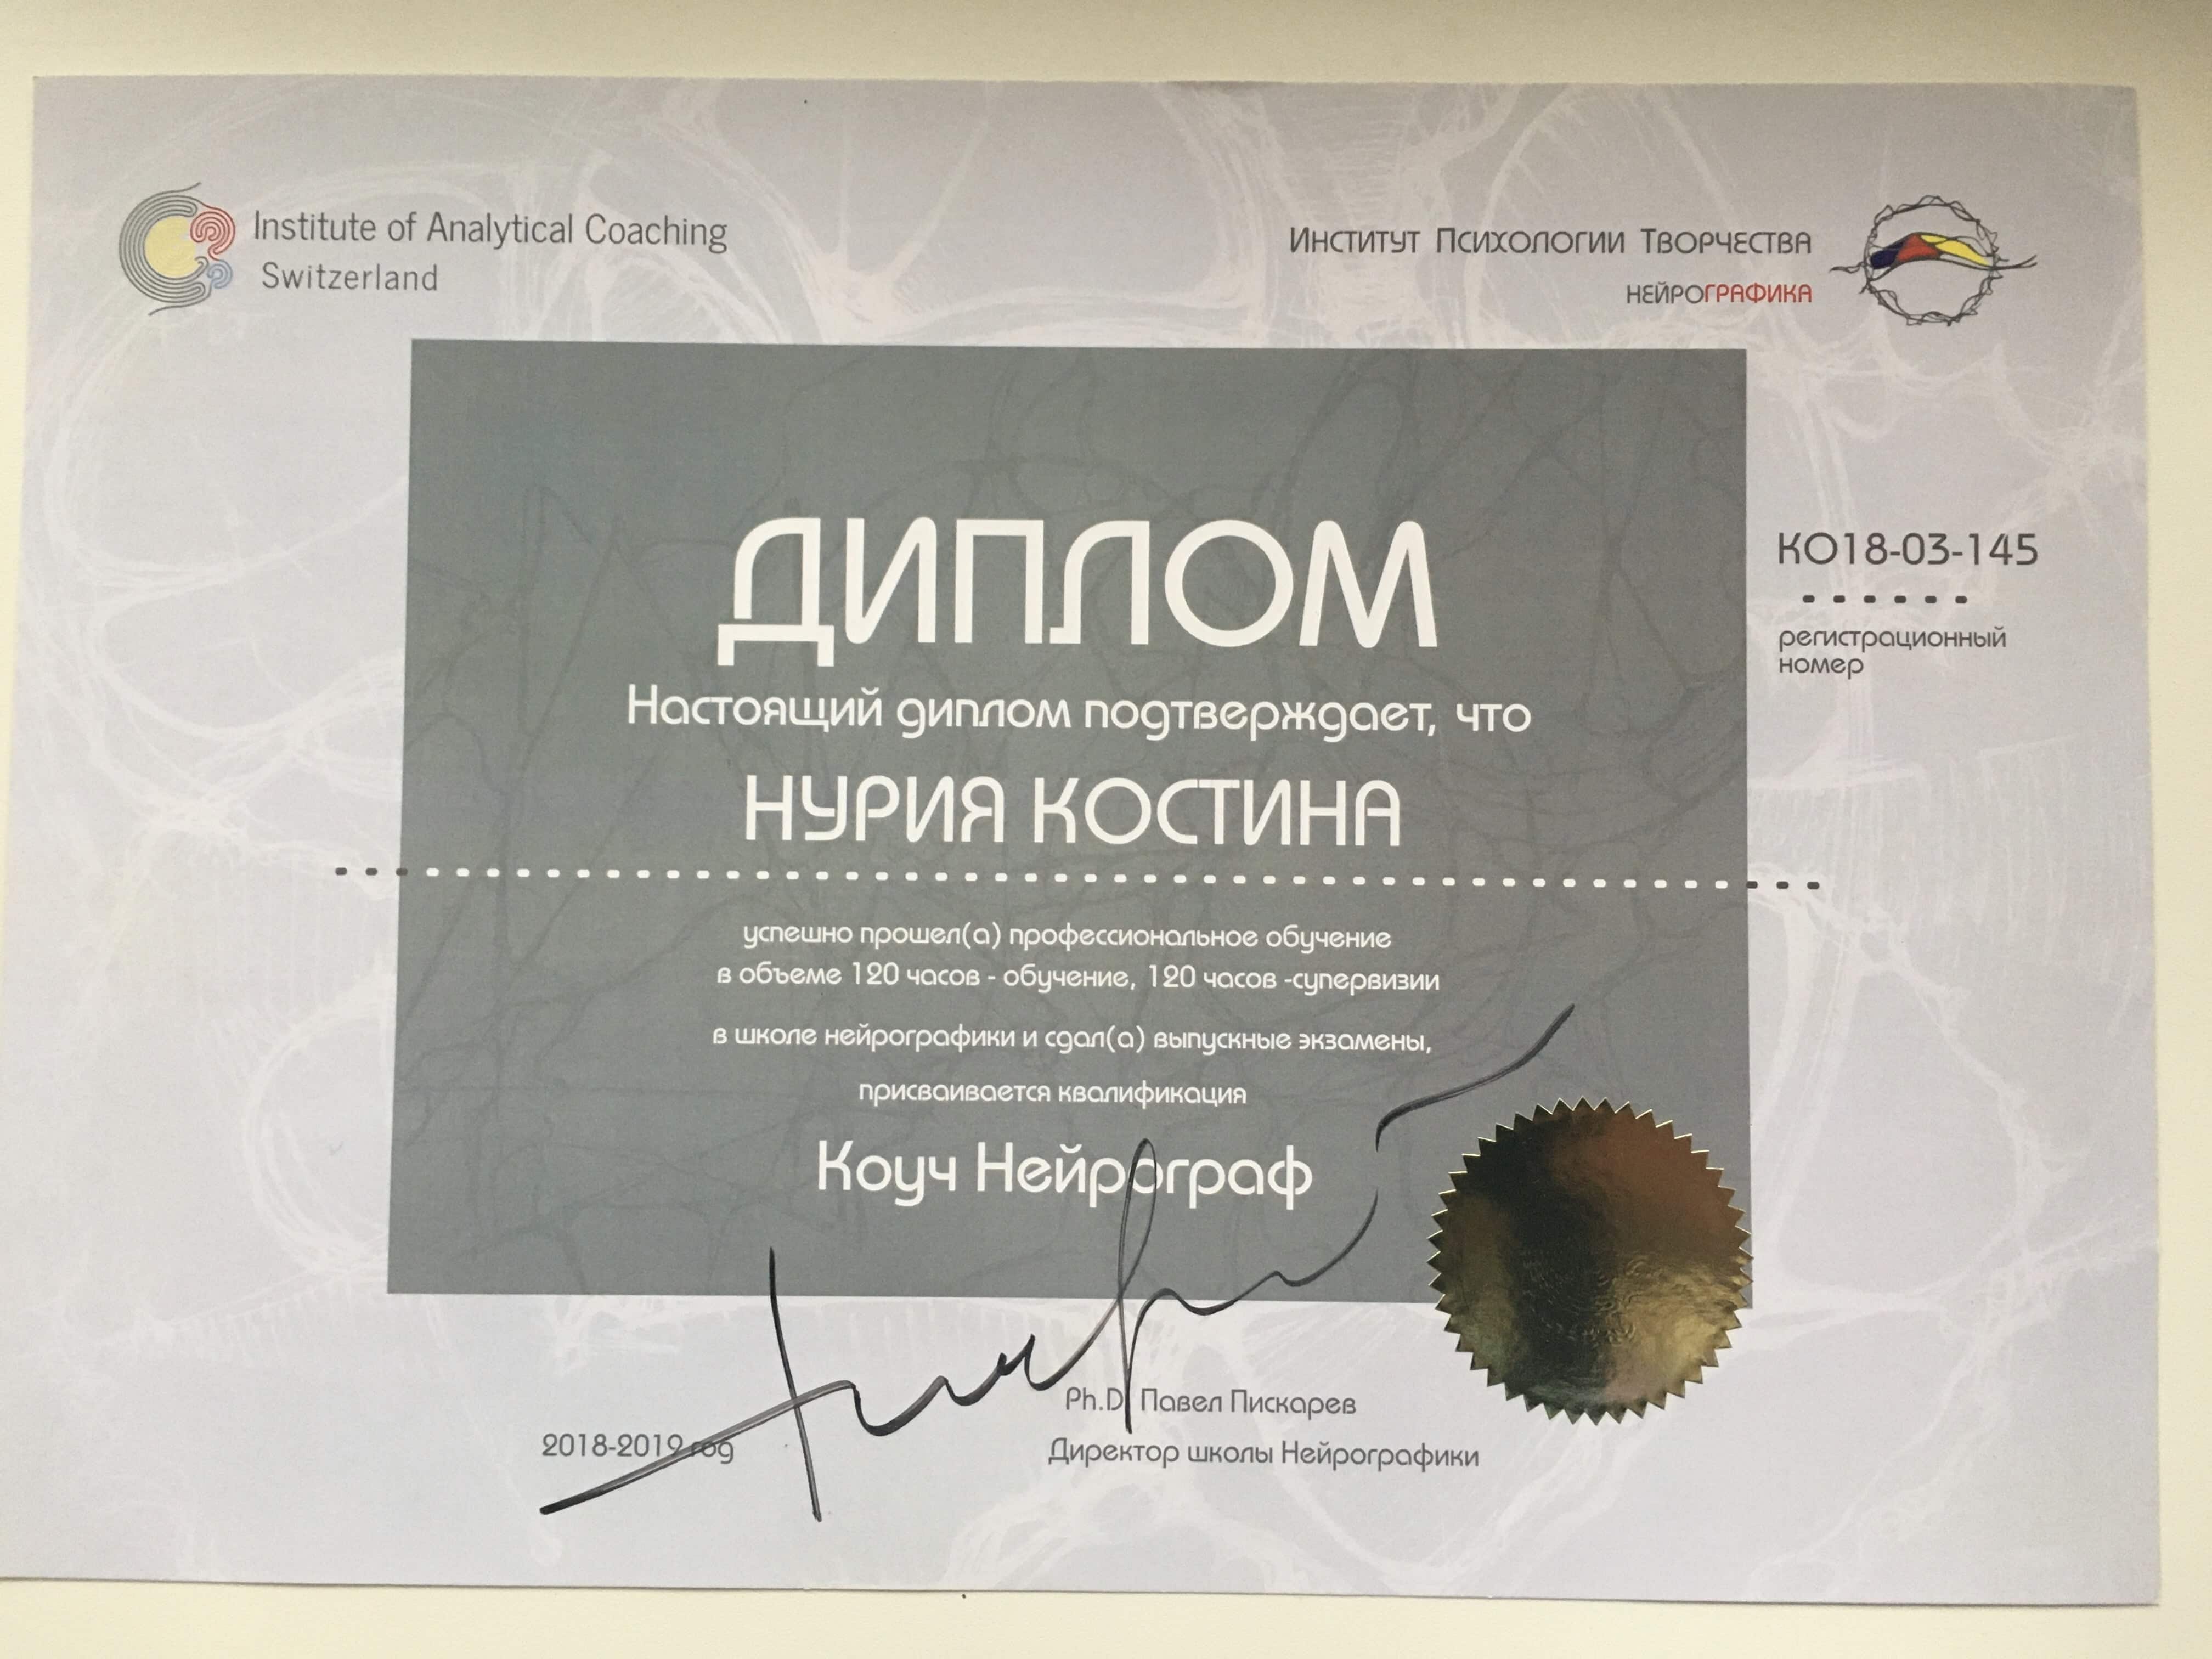 Institute of Analytical Coaching
Switzerland
Институт Психологии Творчества
НЕЙРОГРАФИКА
ДИПЛОМ
Настоящий диплом подтверждает, что
НУРИЯ КОСТИНА
КО18-03-145
регистрационный
номер
успешно прошел(а) профессиональное обучение
в объеме 120 часов - обучение, 120 часов -супервизии
в школе нейрографики и сдал(а) выпускные экзамены,
присваивается квалификация
Коуч Нейрограф
Ph.D. Павел Пискарев
2018-2019 год
Директор школы Нейрографики